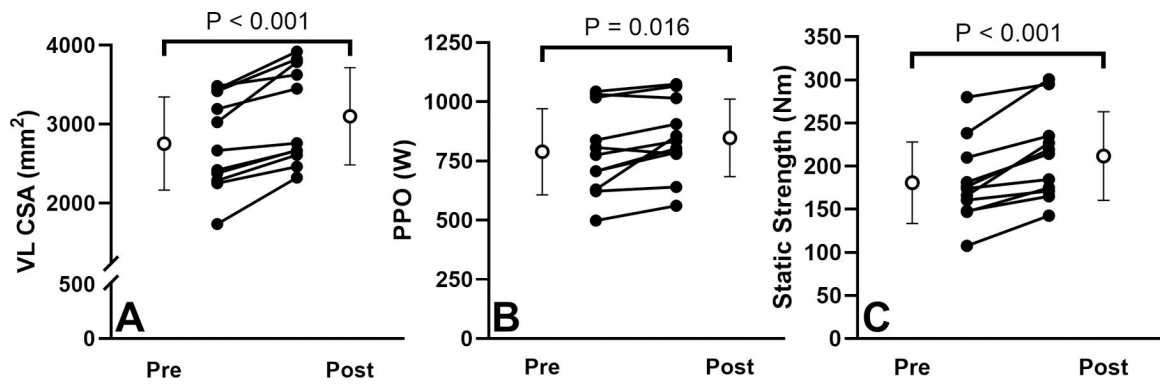 P < 0.001
4000
3000
2000
500
0
VL CSA (mm²)
A
Pre
Post
P = 0.016
1250
1000
750
500
250
0
PPO (W)
B
Pre
Post
P < 0.001
350
300
250
200
150
100
50
0
Static Strength (Nm)
C
Pre
Post